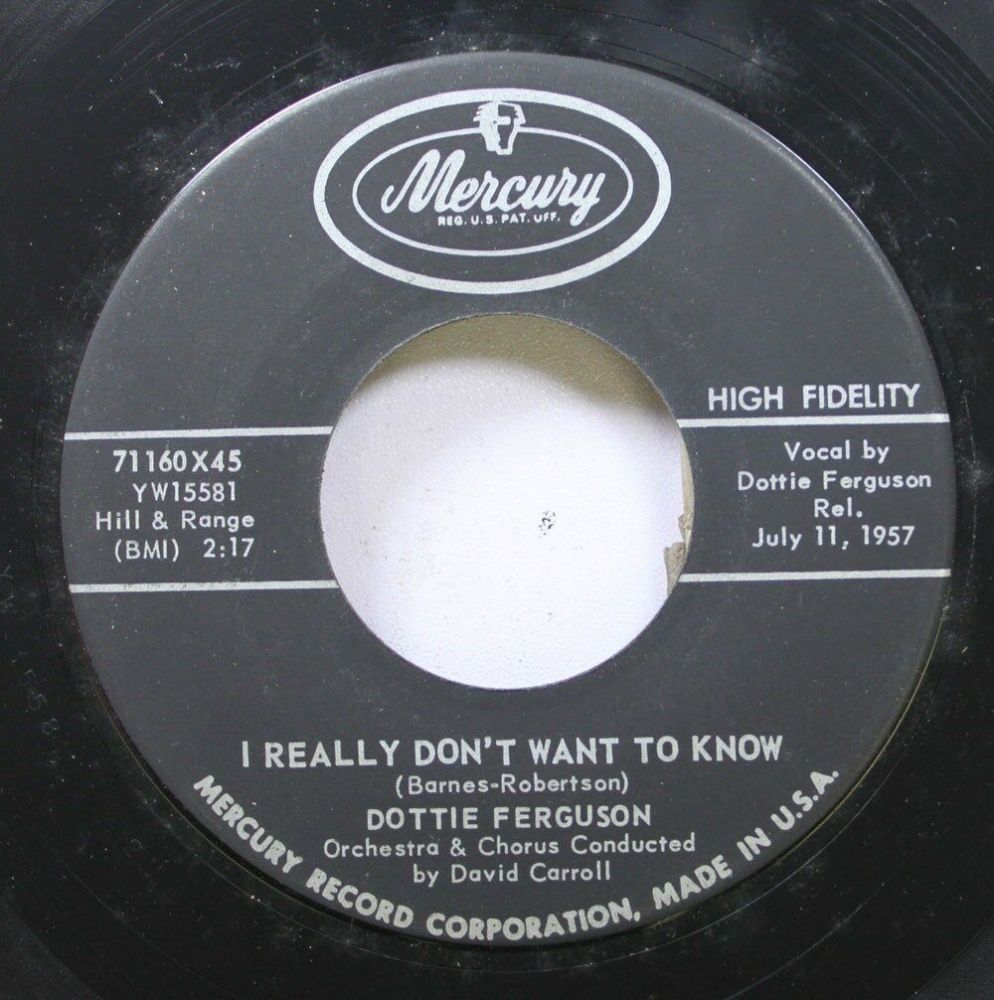 Mercury
REG. U.S. PAT. OFF.
HIGH FIDELITY
71160X45
YW15581
Hill & Range
(BMI) 2:17
Vocal by
Dottie Ferguson
Rel.
July 11, 1957
I REALLY DON'T WANT TO KNOW
(Barnes-Robertson)
DOTTIE FERGUSON
Orchestra & Chorus Conducted
by David Carroll
MERCURY RECORD CORPORATION, MADE IN U.S.A.